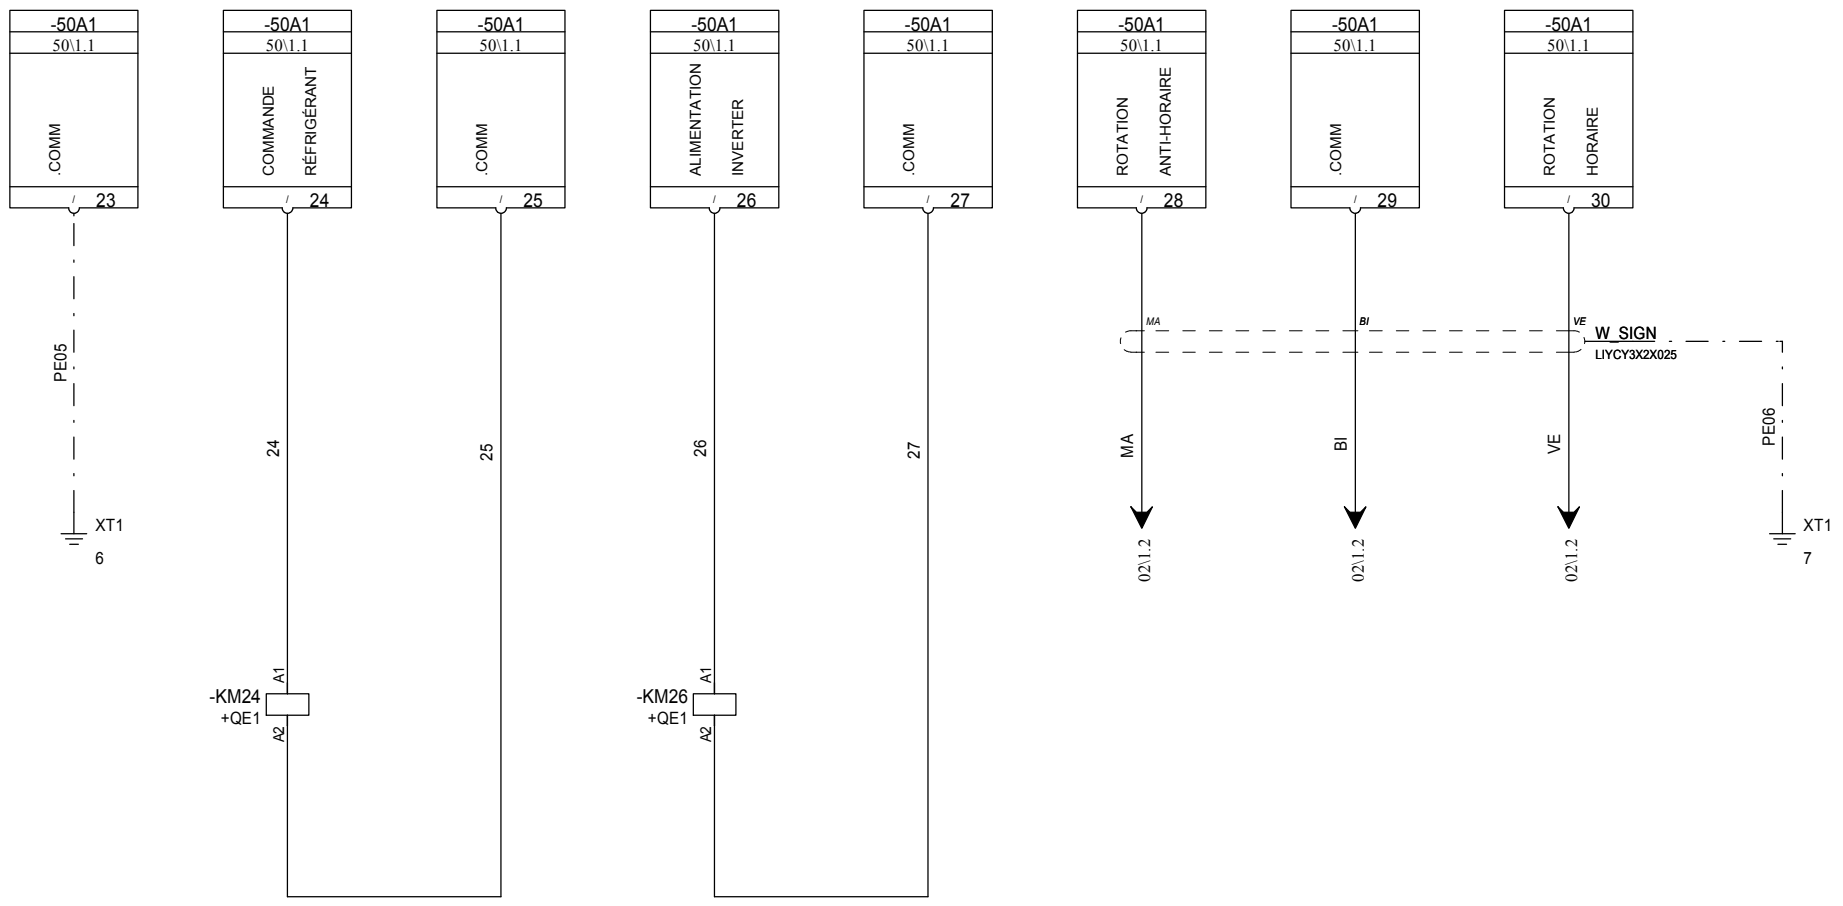 -50A1
50\1.1
.COMM
/ 23
-50A1
50\1.1
COMMANDE
RÉFRIGÉRANT
/ 24
-50A1
50\1.1
.COMM
/ 25
-50A1
50\1.1
ALIMENTATION
INVERTER
/ 26
-50A1
50\1.1
.COMM
/ 27
-50A1
50\1.1
ROTATION
ANTI-HORAIRE
/ 28
-50A1
50\1.1
.COMM
/ 29
-50A1
50\1.1
ROTATION
HORAIRE
/ 30
MA
BI
VE
W_SIGN
LIYCY3X2X025
PE05
24
25
26
27
MA
BI
VE
PE06
XT1
6
02\1.2
02\1.2
02\1.2
XT1
7
A1
-KM24
+QE1
A2
A1
-KM26
+QE1
A2